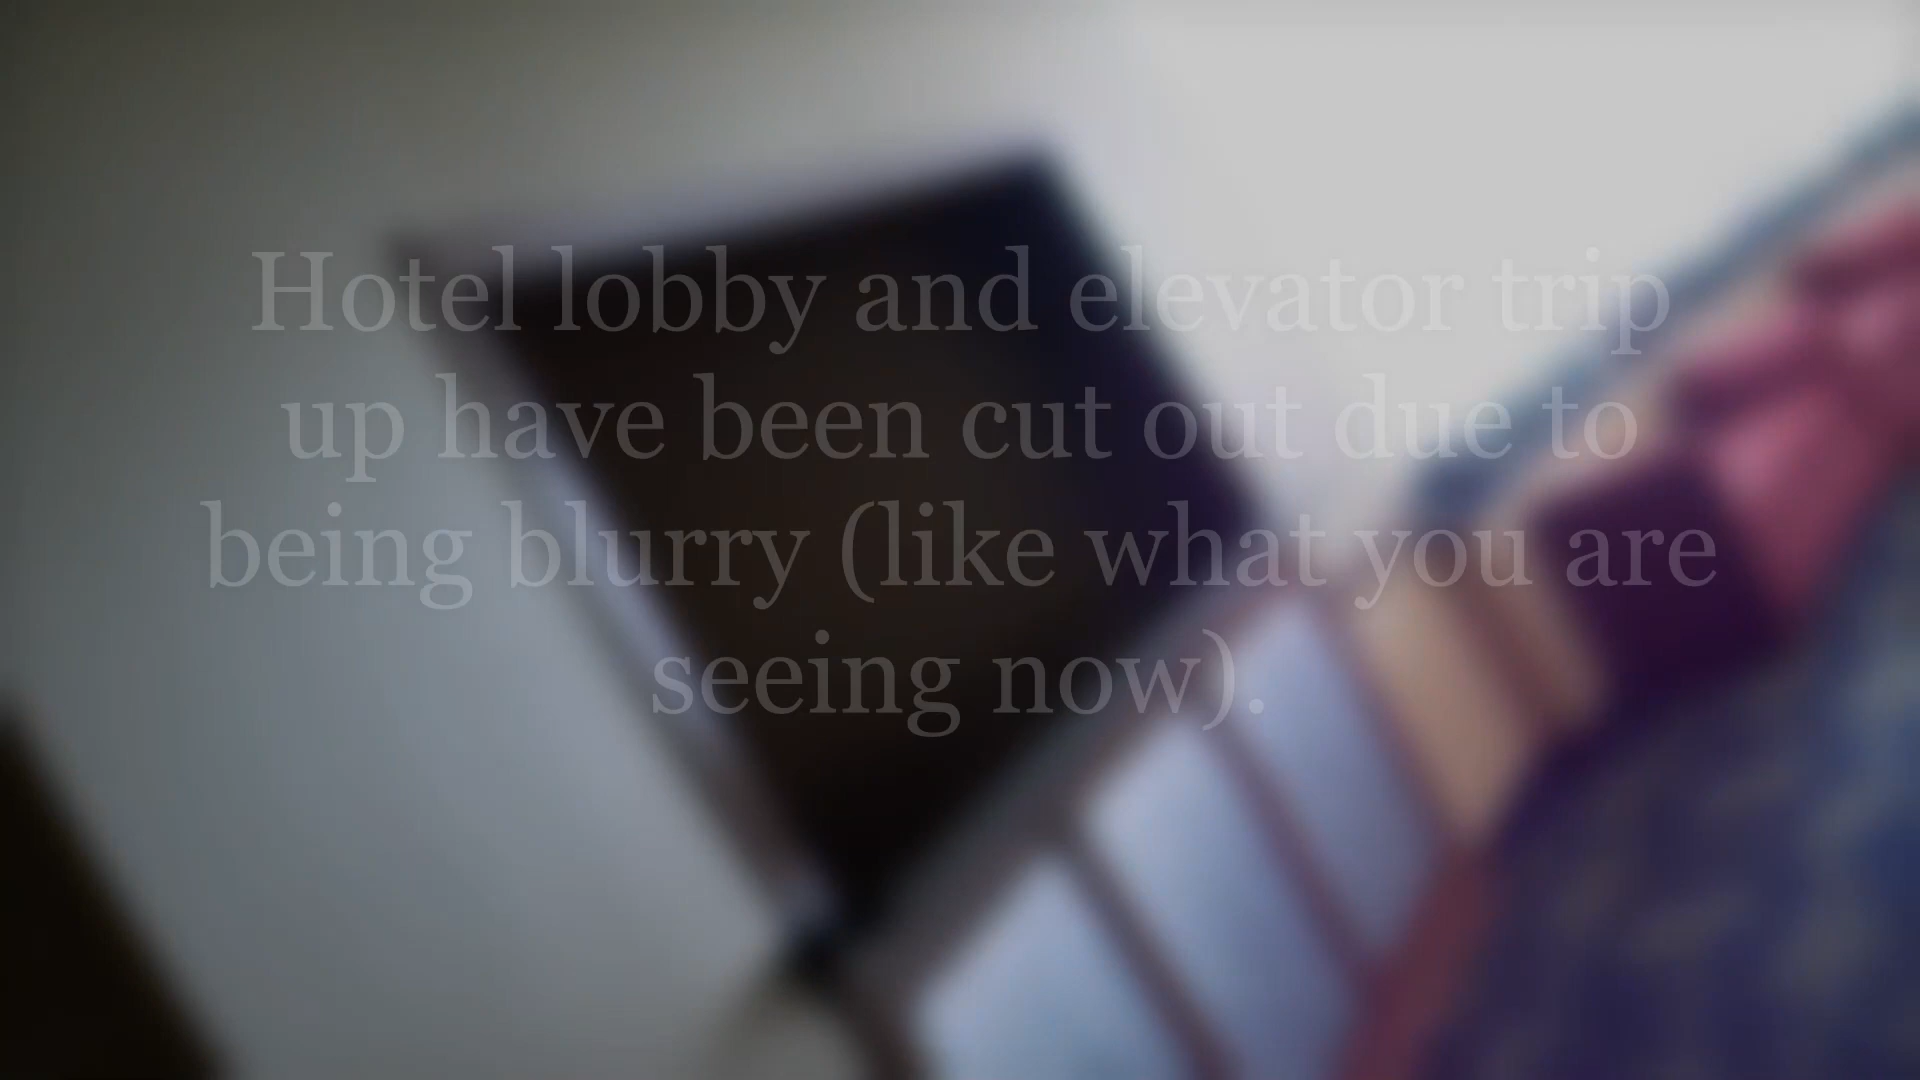 Hotel lobby and elevator trip
up have been cut out due to
being blurry (like what you are
seeing now).